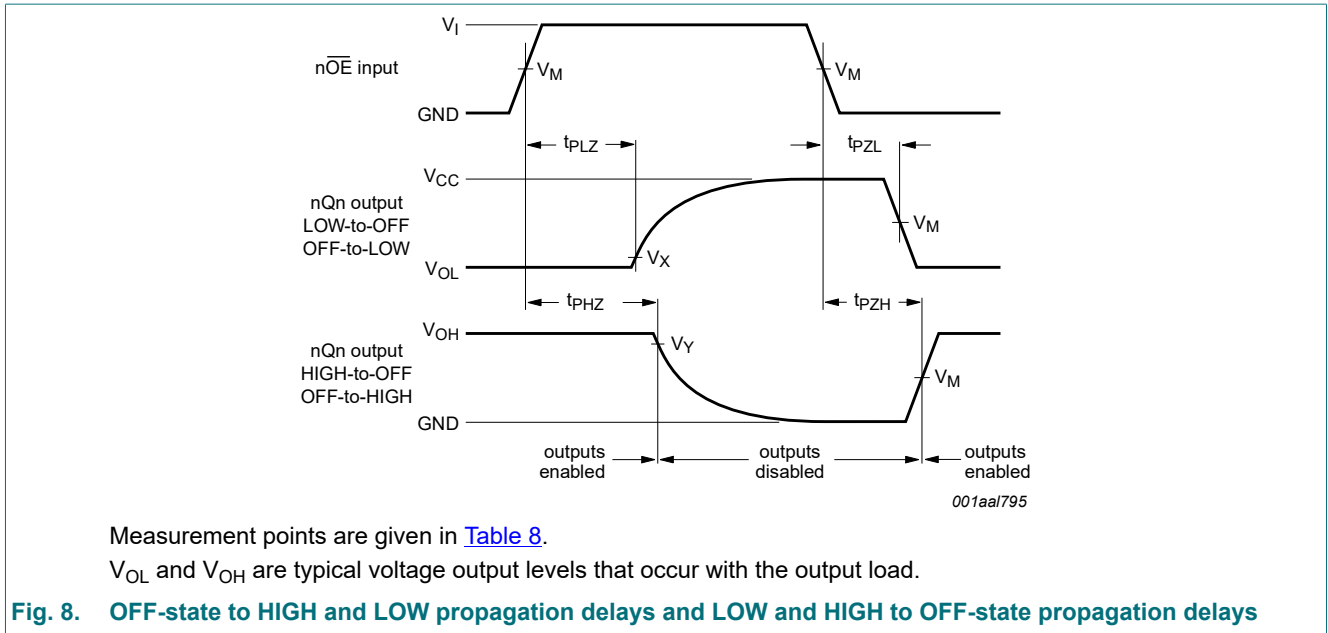 V_I
nO̅E̅ input
V_M
V_M
GND
t_PLZ
t_PZL
V_CC
nQn output
LOW-to-OFF
OFF-to-LOW
V_M
V_X
V_OL
t_PHZ
t_PZH
V_OH
nQn output
HIGH-to-OFF
OFF-to-HIGH
V_Y
V_M
GND
outputs
enabled
outputs
disabled
outputs
enabled
001aal795
Measurement points are given in Table 8.
V_OL and V_OH are typical voltage output levels that occur with the output load.
Fig. 8. OFF-state to HIGH and LOW propagation delays and LOW and HIGH to OFF-state propagation delays